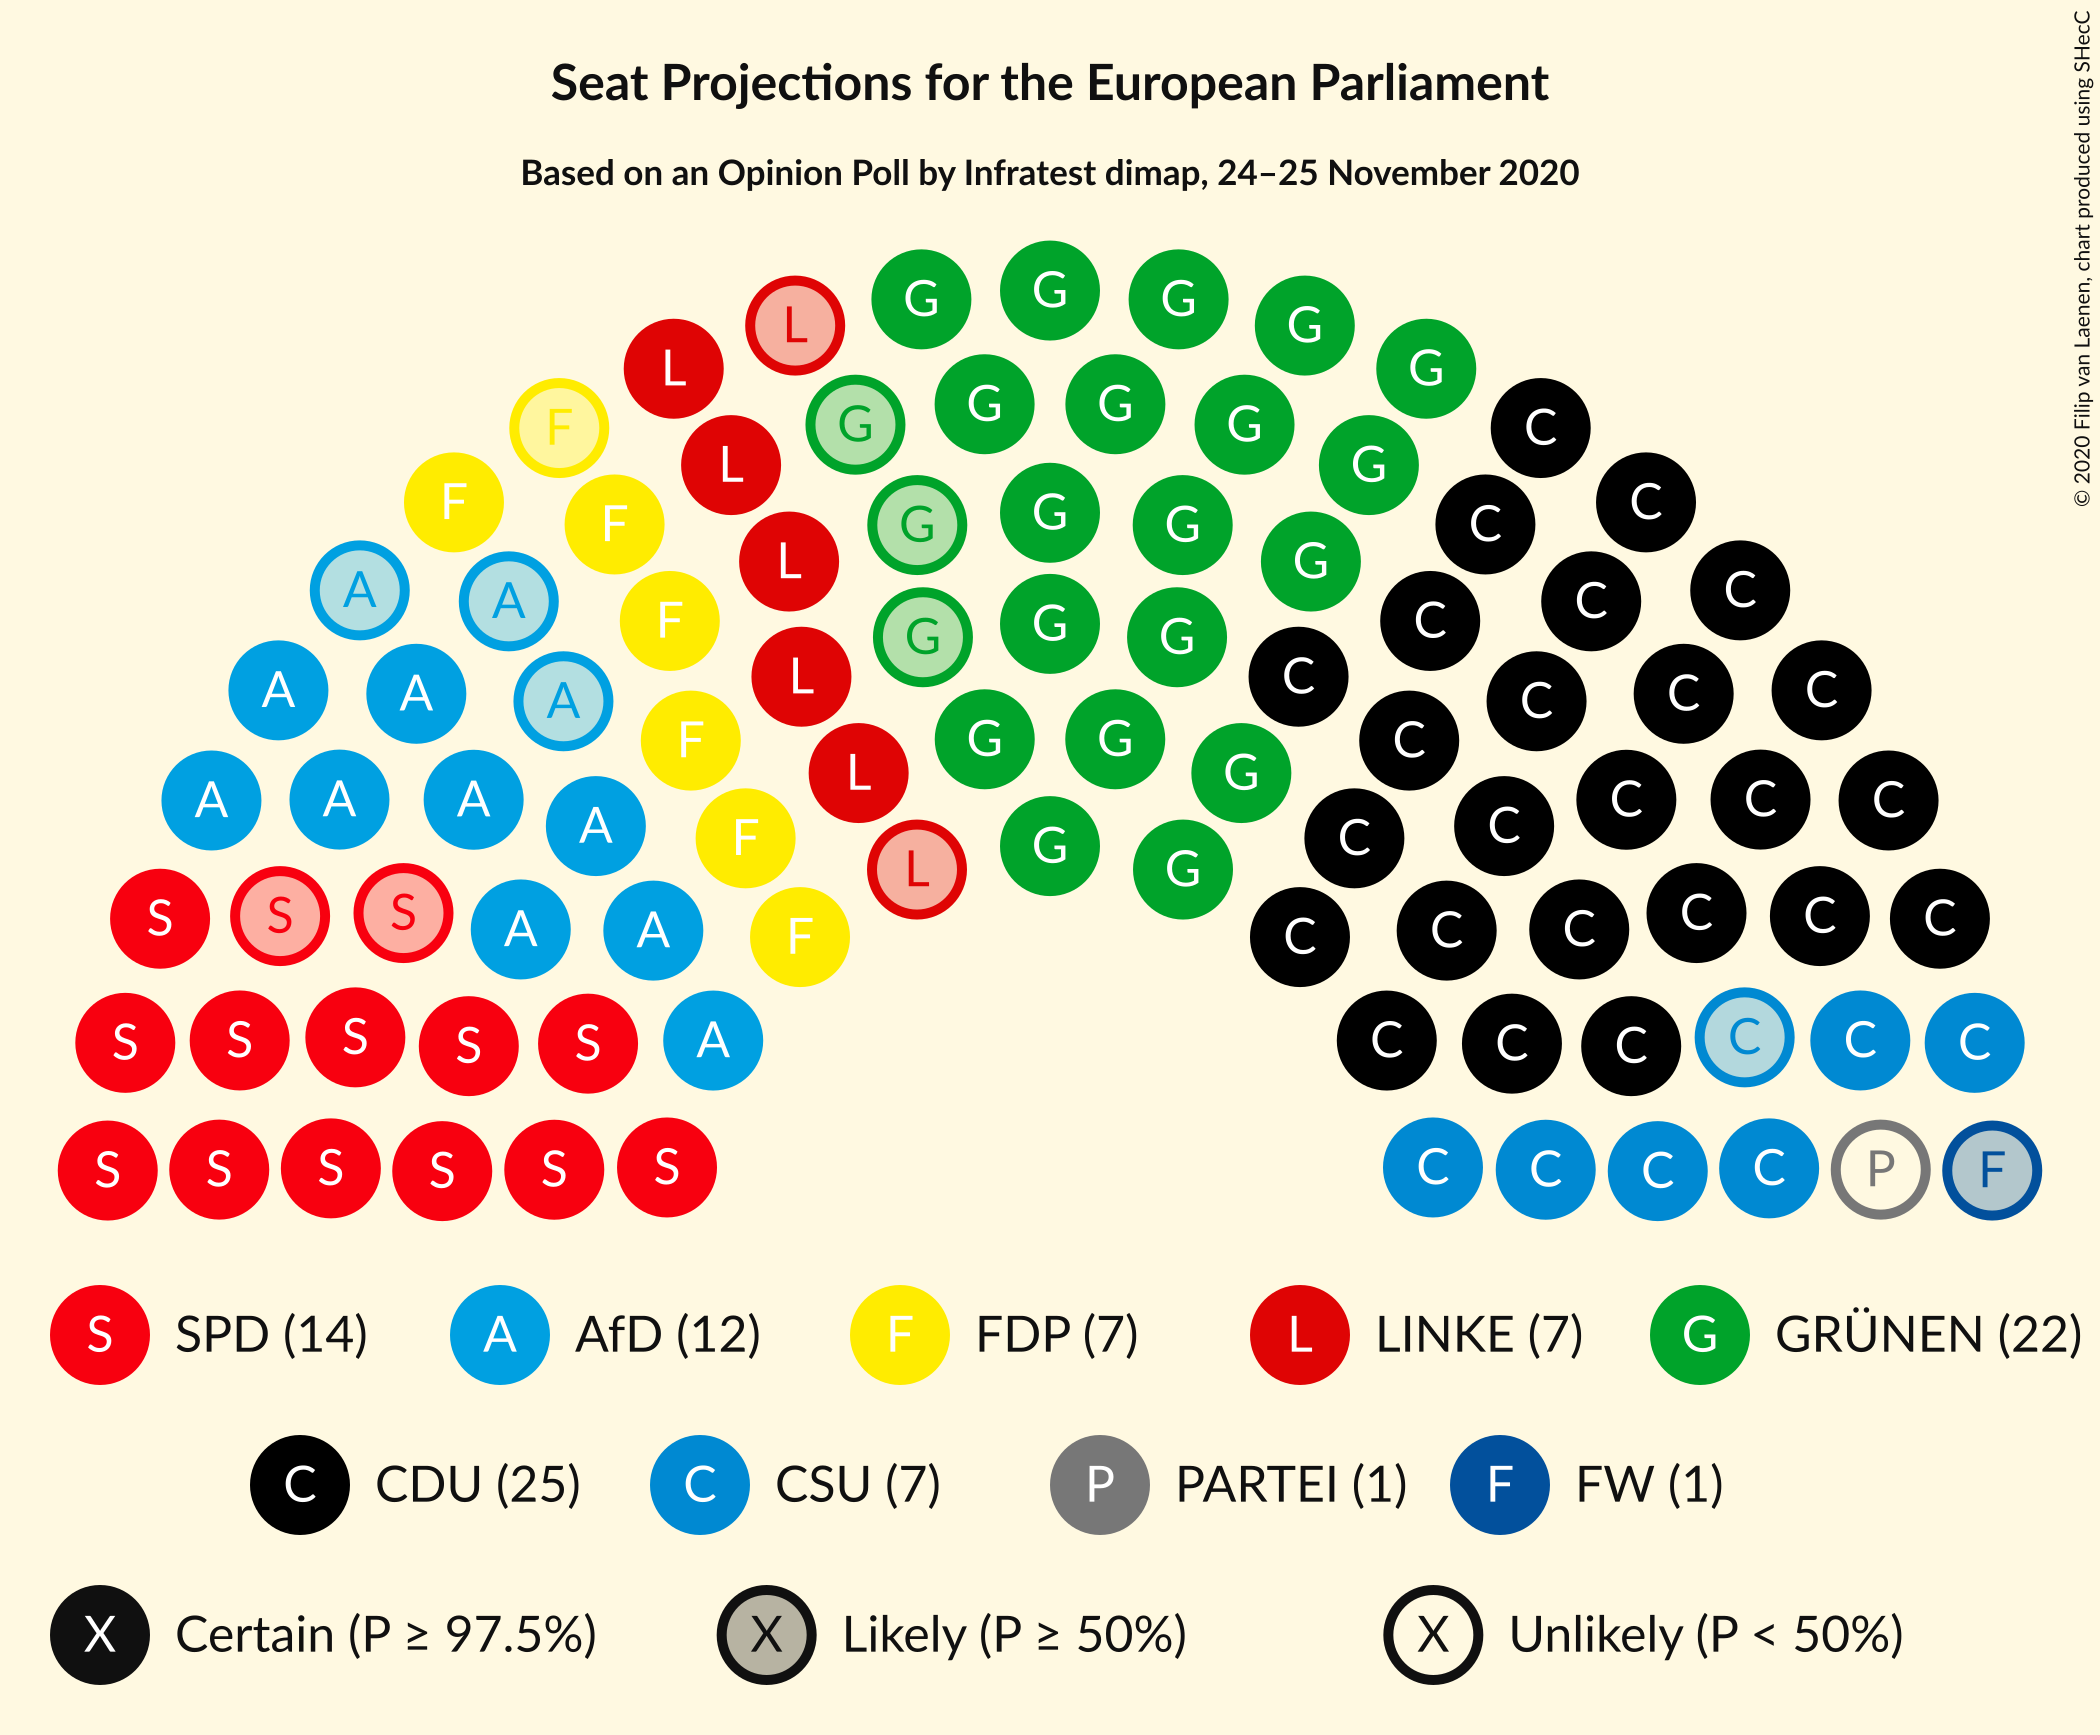 Seat Projections for the European Parliament
Based on an Opinion Poll by Infratest dimap, 24–25 November 2020
© 2020 Filip van Laenen, chart produced using SHecC
G G G G G
L L G G G G G C
F L G G G G C C
F F L G G G G C C C
A A F L G G G C C C C
A A A F L G G G C C C C C
A A A A F L G G C C C C C
S S S A A F C C C C C C
S S S S S A C C C C C C
S S S S S S C C C C P F
S SPD (14) A AfD (12) F FDP (7) L LINKE (7) G GRÜNEN (22)
C CDU (25) C CSU (7) P PARTEI (1) F FW (1)
X Certain (P ≥ 97.5%) X Likely (P ≥ 50%) X Unlikely (P < 50%)